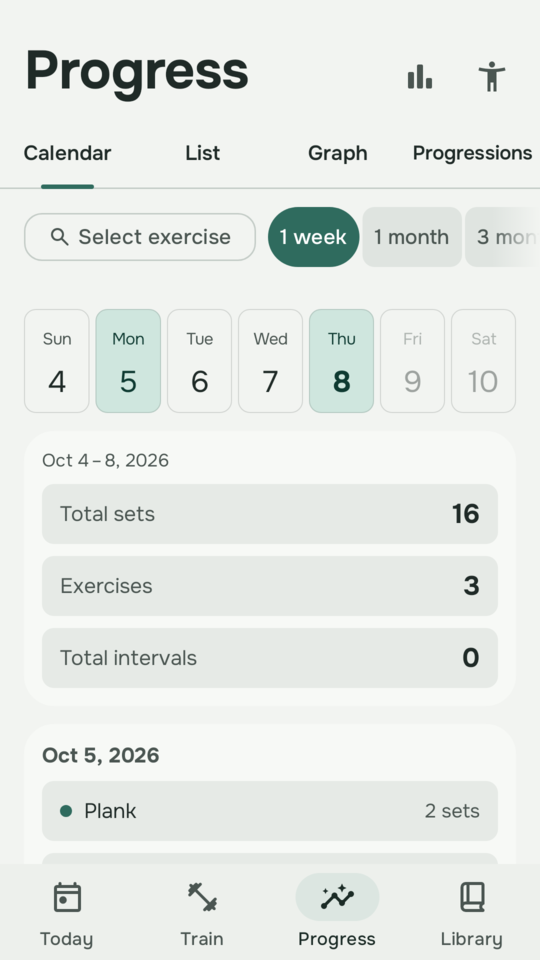 Progress
Calendar List Graph Progressions
Select exercise 1 week 1 month 3 mon
Sun Mon Tue Wed Thu Fri Sat
4 5 6 7 8 9 10
Oct 4 – 8, 2026
Total sets 16
Exercises 3
Total intervals 0
Oct 5, 2026
Plank 2 sets
Today Train Progress Library